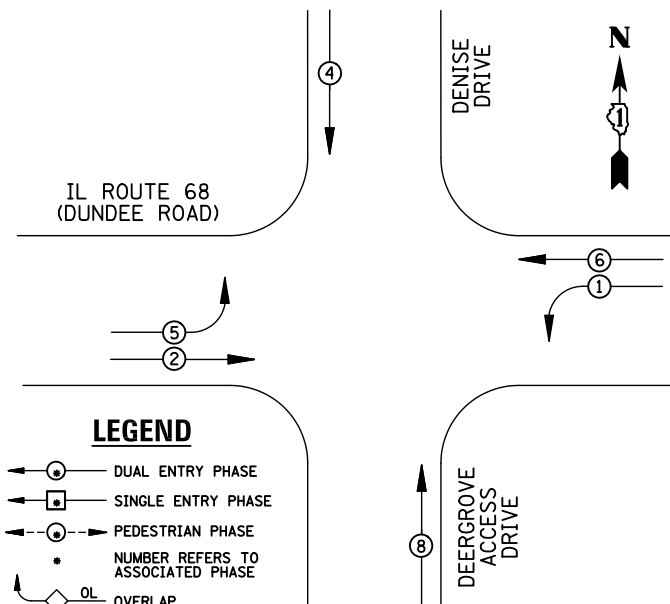 4
DENISE
DRIVE
N
1
IL ROUTE 68
(DUNDEE ROAD)
6
1
5
2
LEGEND
* DUAL ENTRY PHASE
* SINGLE ENTRY PHASE
* PEDESTRIAN PHASE
* NUMBER REFERS TO
ASSOCIATED PHASE
OL OVERLAP
8
DEERGROVE
ACCESS
DRIVE